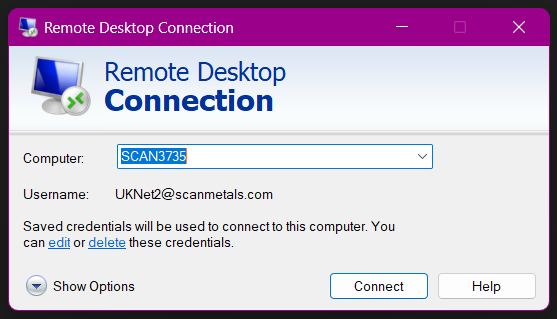 Remote Desktop Connection
Remote Desktop
Connection
Computer: SCAN3735
Username: UKNet2@scanmetals.com
Saved credentials will be used to connect to this computer. You
can edit or delete these credentials.
Show Options Connect Help